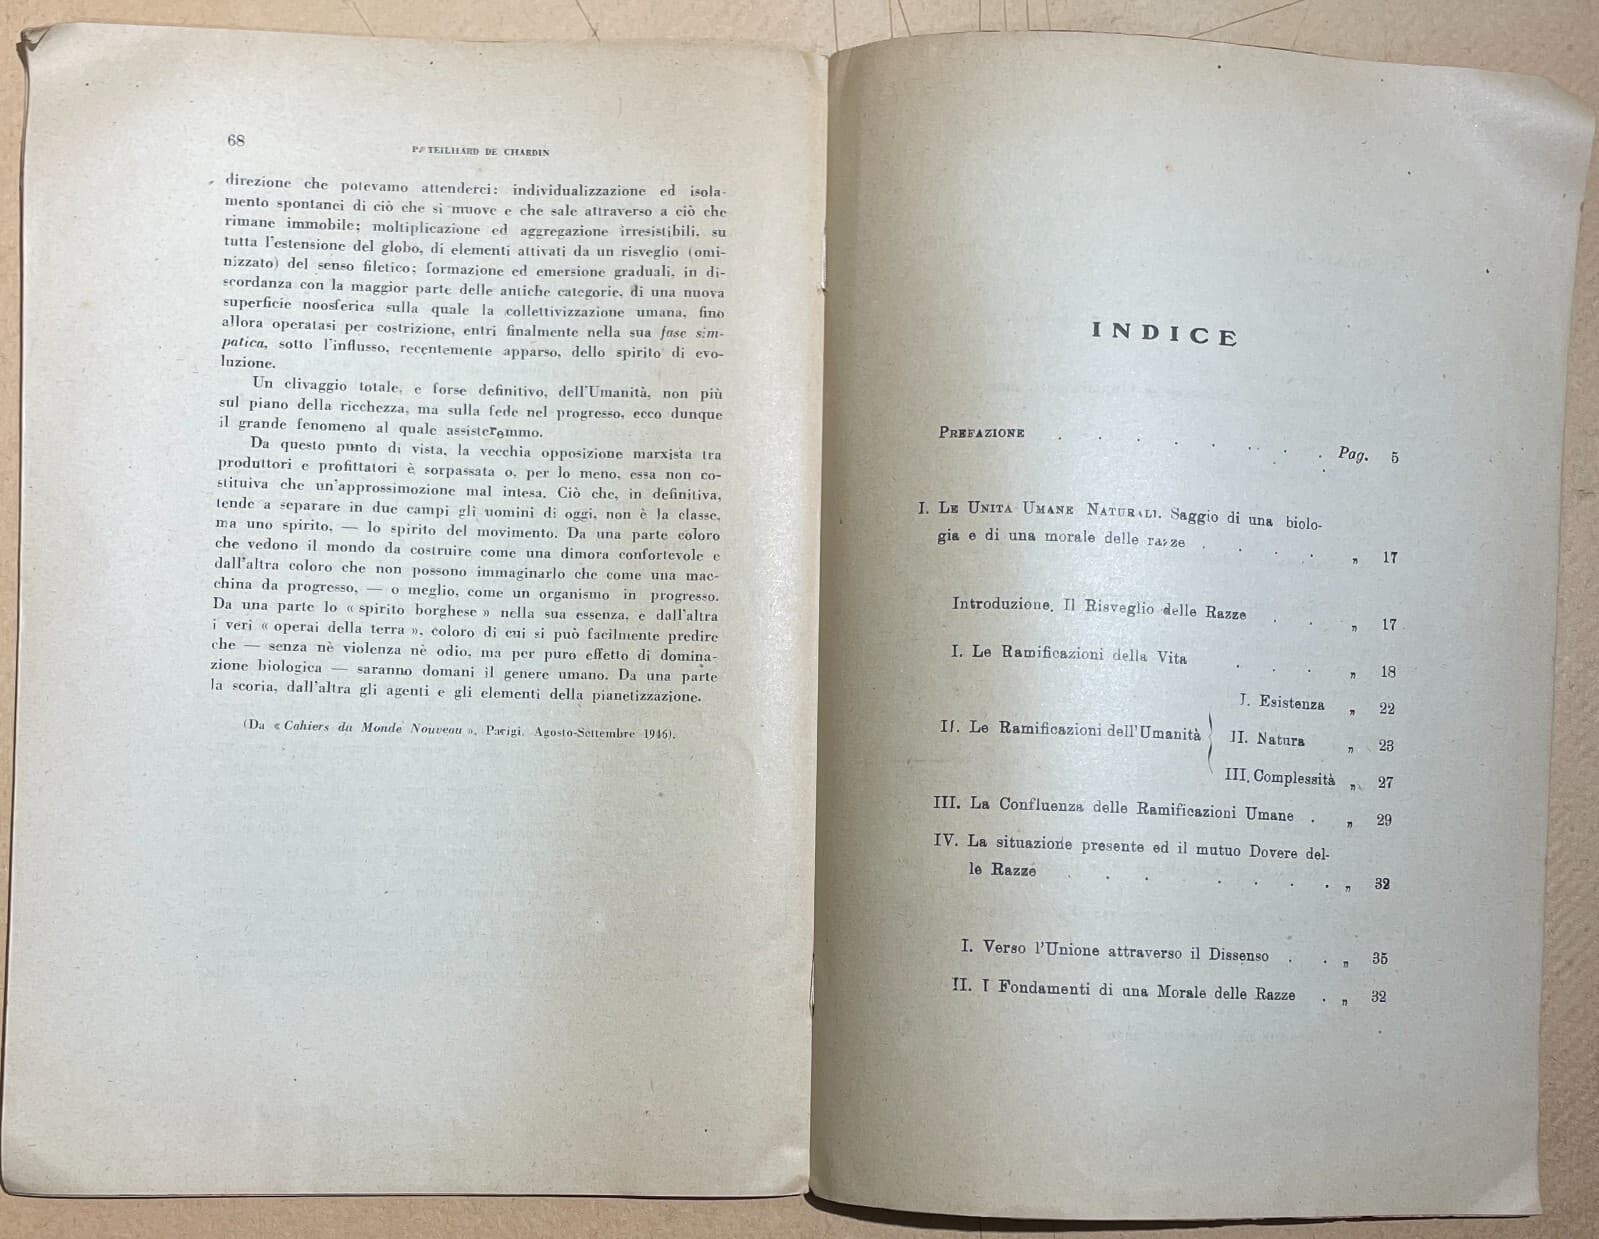 68
P. TEILHARD DE CHARDIN
direzione che potevamo attenderci: individualizzazione ed isola-
mento spontanei di ciò che si muove e che sale attraverso a ciò che
rimane immobile; moltiplicazione ed aggregazione irresistibili, su
tutta l'estensione del globo, di elementi attivati da un risveglio (omi-
nizzato) del senso filetico; formazione ed emersione graduali, in di-
scordanza con la maggior parte delle antiche categorie, di una nuova
superficie noosferica sulla quale la collettivizzazione umana, fino
allora operatasi per costrizione, entri finalmente nella sua fase sim-
patica, sotto l'influsso, recentemente apparso, dello spirito di evo-
luzione.
Un clivaggio totale, e forse definitivo, dell'Umanità, non più
sul piano della ricchezza, ma sulla fede nel progresso, ecco dunque
il grande fenomeno al quale assisteremmo.
Da questo punto di vista, la vecchia opposizione marxista tra
produttori e profittatori è sorpassata o, per lo meno, essa non co-
stituiva che un'approssimozione mal intesa. Ciò che, in definitiva,
tende a separare in due campi gli uomini di oggi, non è la classe,
ma uno spirito, — lo spirito del movimento. Da una parte coloro
che vedono il mondo da costruire come una dimora confortevole e
dall'altra coloro che non possono immaginarlo che come una mac-
china da progresso, — o meglio, come un organismo in progresso.
Da una parte lo « spirito borghese » nella sua essenza, e dall'altra
i veri « operai della terra », coloro di cui si può facilmente predire
che — senza nè violenza nè odio, ma per puro effetto di domina-
zione biologica — saranno domani il genere umano. Da una parte
la scoria, dall'altra gli agenti e gli elementi della pianetizzazione.
(Da « Cahiers du Monde Nouveau », Parigi, Agosto-Settembre 1946).
INDICE
PREFAZIONE . . . . . . . . Pag. 5
I. LE UNITA UMANE NATURALI. Saggio di una biolo-
gia e di una morale delle razze . . . . „ 17
Introduzione. Il Risveglio delle Razze . . „ 17
I. Le Ramificazioni della Vita . . . „ 18
I. Esistenza „ 22
II. Le Ramificazioni dell'Umanità II. Natura „ 23
III. Complessità „ 27
III. La Confluenza delle Ramificazioni Umane . „ 29
IV. La situazione presente ed il mutuo Dovere del-
le Razze . . . . . . . „ 32
I. Verso l'Unione attraverso il Dissenso . . „ 35
II. I Fondamenti di una Morale delle Razze . „ 32